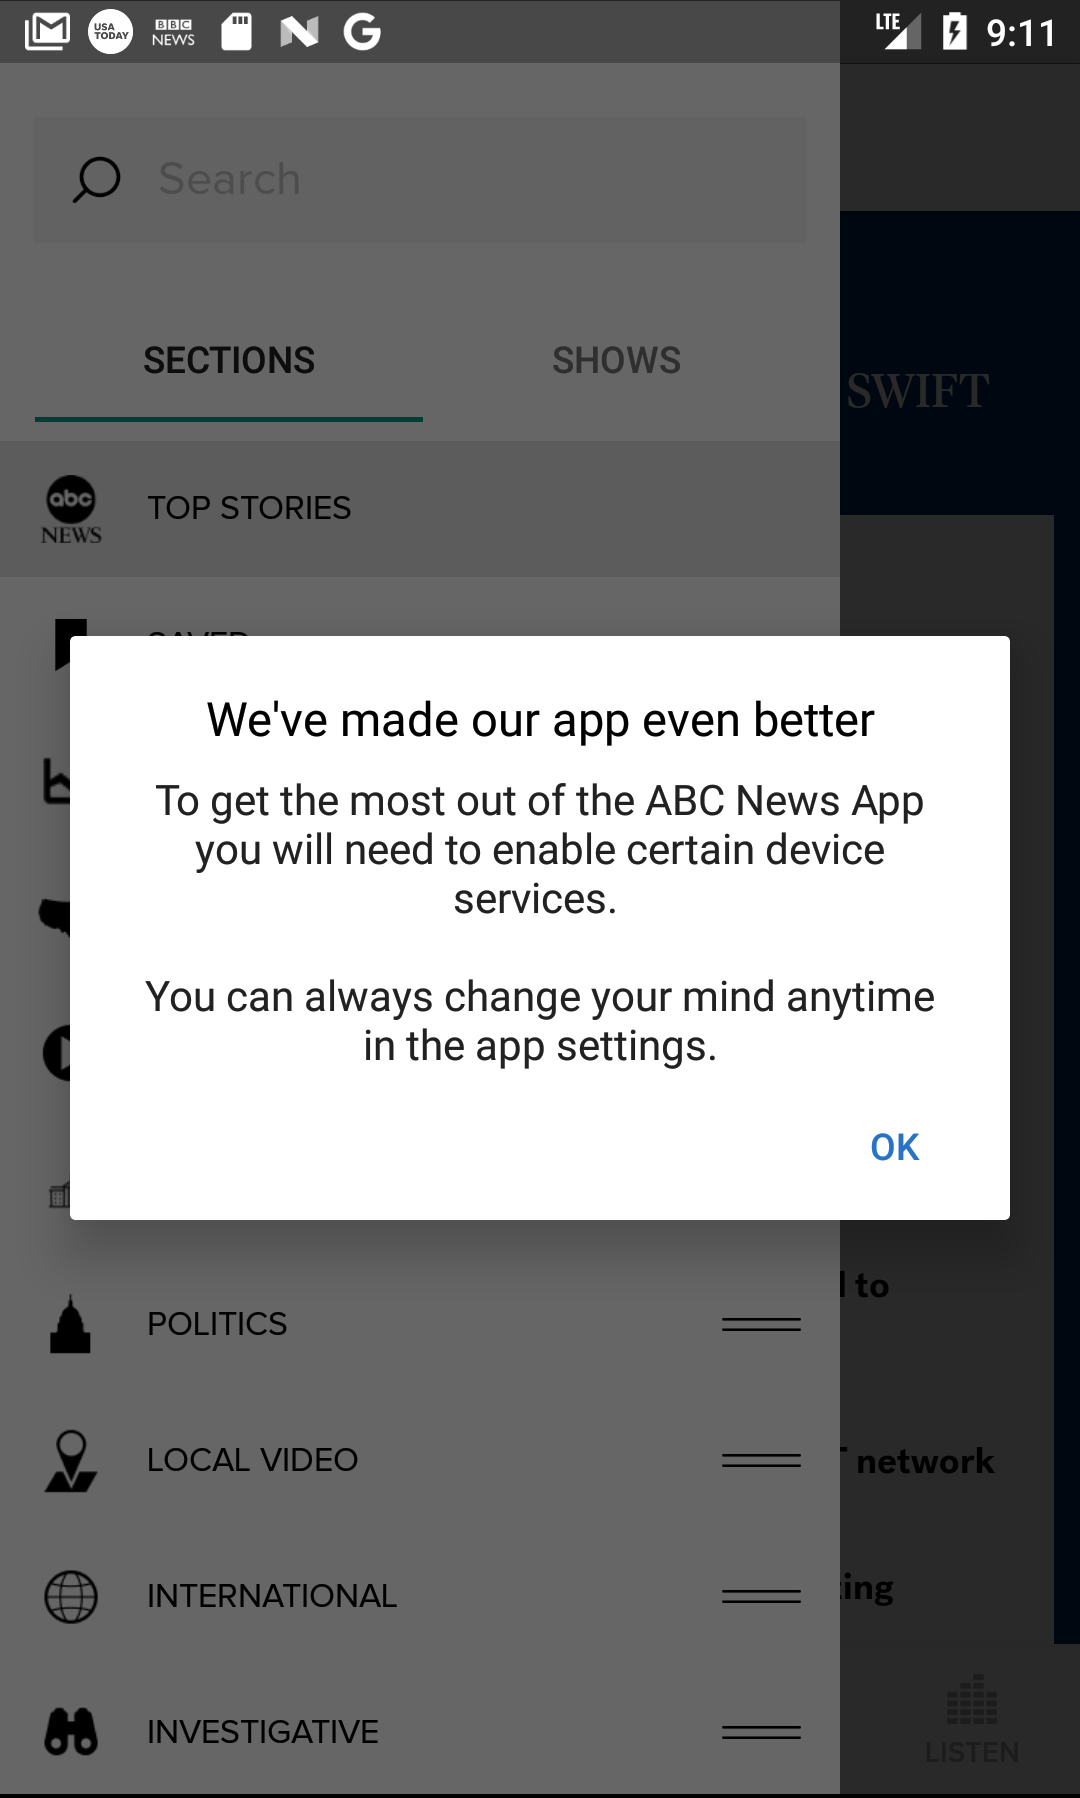 USA TODAY
BBC NEWS
LTE
9:11
Search
SECTIONS
SHOWS
SWIFT
abc NEWS
TOP STORIES
SAVED
We've made our app even better
To get the most out of the ABC News App
you will need to enable certain device
services.
You can always change your mind anytime
in the app settings.
OK
to
POLITICS
LOCAL VIDEO
network
INTERNATIONAL
INVESTIGATIVE
LISTEN